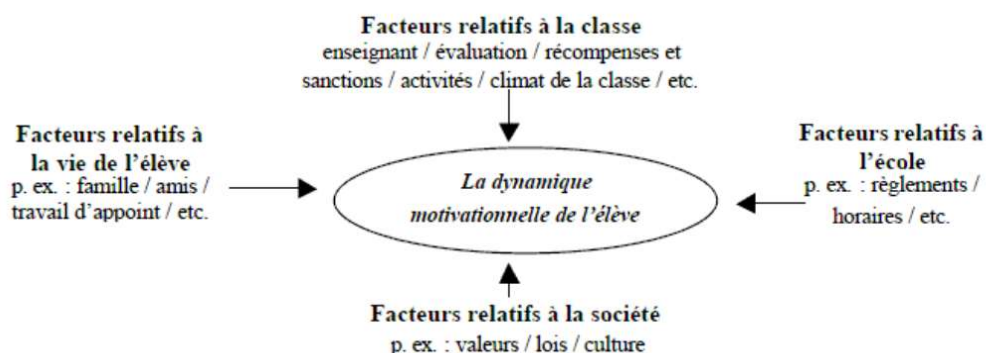 Facteurs relatifs à la classe
enseignant / évaluation / récompenses et
sanctions / activités / climat de la classe / etc.
Facteurs relatifs à
la vie de l’élève
p. ex. : famille / amis /
travail d’appoint / etc.
La dynamique
motivationnelle de l’élève
Facteurs relatifs à
l’école
p. ex. : règlements /
horaires / etc.
Facteurs relatifs à la société
p. ex. : valeurs / lois / culture